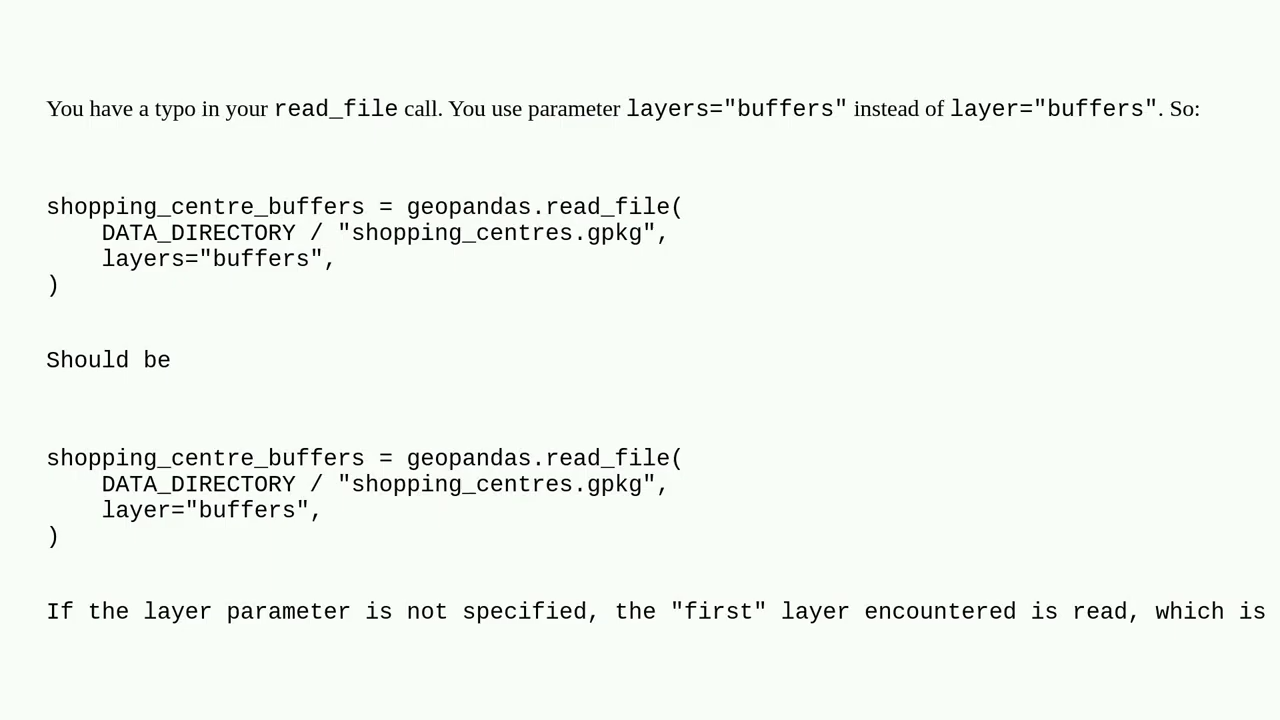 You have a typo in your read_file call. You use parameter layers="buffers" instead of layer="buffers". So:
shopping_centre_buffers = geopandas.read_file(
    DATA_DIRECTORY / "shopping_centres.gpkg",
    layers="buffers",
)
Should be
shopping_centre_buffers = geopandas.read_file(
    DATA_DIRECTORY / "shopping_centres.gpkg",
    layer="buffers",
)
If the layer parameter is not specified, the "first" layer encountered is read, which is